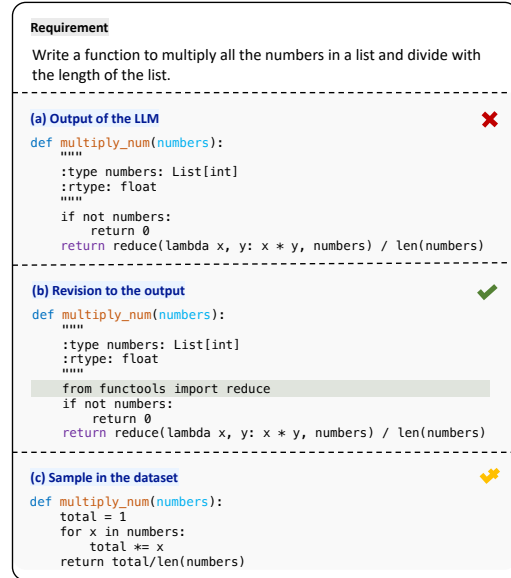 Requirement
Write a function to multiply all the numbers in a list and divide with
the length of the list.
(a) Output of the LLM
def multiply_num(numbers):
    """
    :type numbers: List[int]
    :rtype: float
    """
    if not numbers:
        return 0
    return reduce(lambda x, y: x * y, numbers) / len(numbers)
(b) Revision to the output
def multiply_num(numbers):
    """
    :type numbers: List[int]
    :rtype: float
    """
    from functools import reduce
    if not numbers:
        return 0
    return reduce(lambda x, y: x * y, numbers) / len(numbers)
(c) Sample in the dataset
def multiply_num(numbers):
    total = 1
    for x in numbers:
        total *= x
    return total/len(numbers)